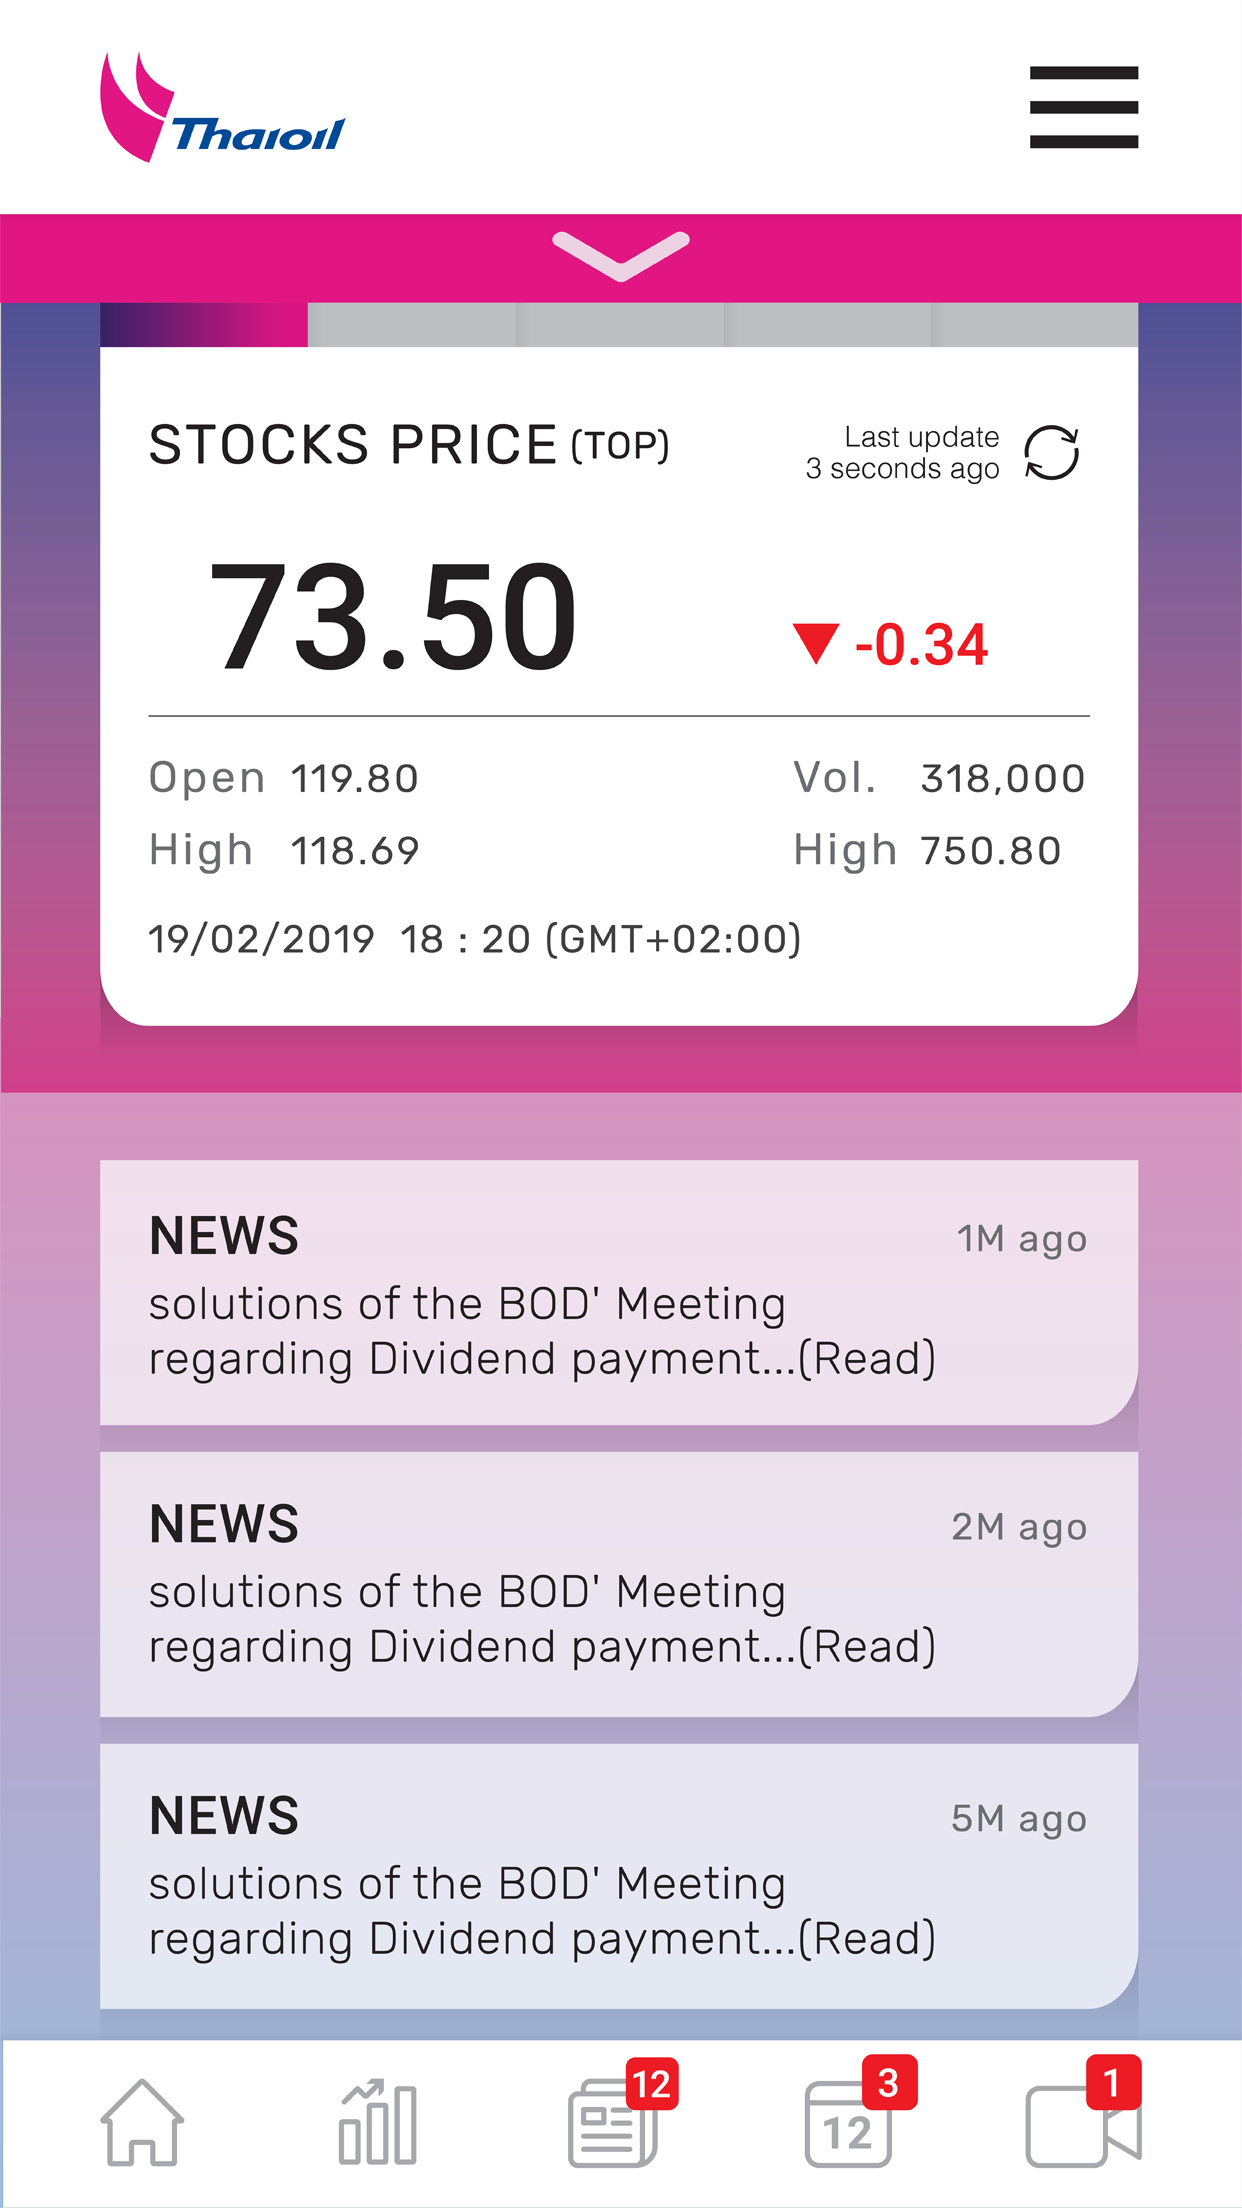 Thaioil
STOCKS PRICE (TOP)
Last update
3 seconds ago
73.50
-0.34
Open 119.80
Vol. 318,000
High 118.69
High 750.80
19/02/2019 18 : 20 (GMT+02:00)
NEWS
1M ago
solutions of the BOD' Meeting
regarding Dividend payment...(Read)
NEWS
2M ago
solutions of the BOD' Meeting
regarding Dividend payment...(Read)
NEWS
5M ago
solutions of the BOD' Meeting
regarding Dividend payment...(Read)
12
3
12
1